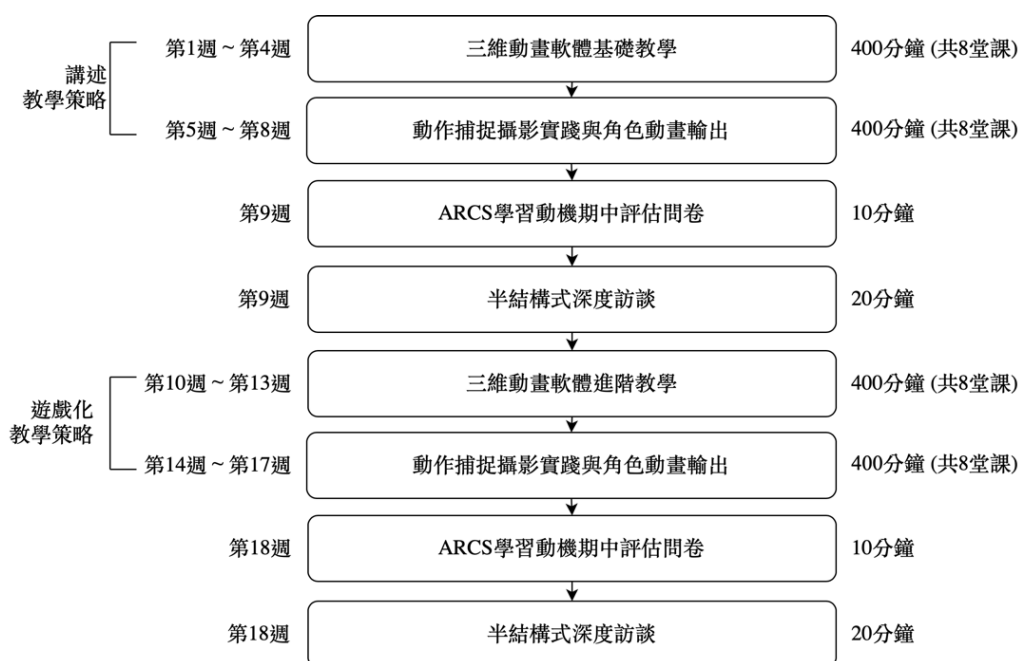 講述
教學策略
第1週 ~ 第4週
三維動畫軟體基礎教學
400分鐘 (共8堂課)
第5週 ~ 第8週
動作捕捉攝影實踐與角色動畫輸出
400分鐘 (共8堂課)
第9週
ARCS學習動機期中評估問卷
10分鐘
第9週
半結構式深度訪談
20分鐘
遊戲化
教學策略
第10週 ~ 第13週
三維動畫軟體進階教學
400分鐘 (共8堂課)
第14週 ~ 第17週
動作捕捉攝影實踐與角色動畫輸出
400分鐘 (共8堂課)
第18週
ARCS學習動機期中評估問卷
10分鐘
第18週
半結構式深度訪談
20分鐘